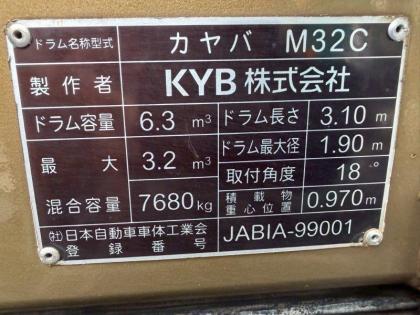 ドラム名称型式 カヤバ M32C
製作者 KYB株式会社
ドラム容量 6.3 m³ ドラム長さ 3.10 m
最大 3.2 m³ ドラム最大径 1.90 m
混合容量 7680 kg 取付角度 18 °
積載物重心位置 0.970 m
㈳日本自動車車体工業会
登録番号 JABIA-99001